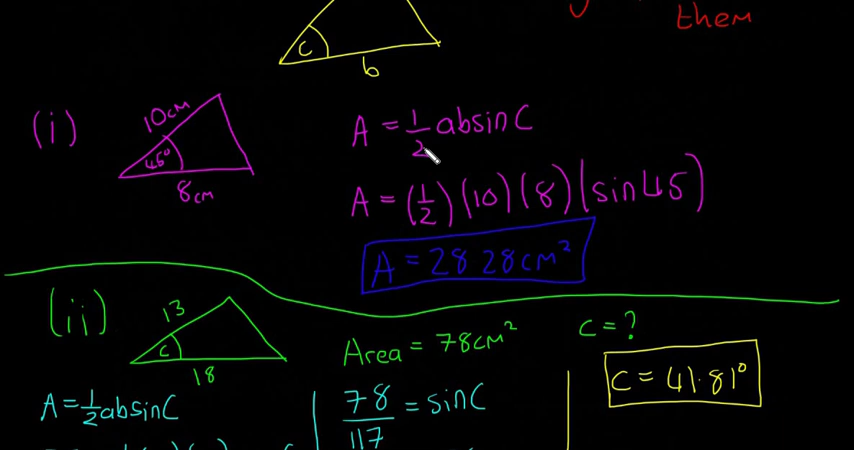 them
C
b
(i)
10cm
45°
8cm
A = 1/2 absinC
A = (1/2)(10)(8)(sin45)
A = 28 28cm²
(ii)
13
C
18
Area = 78cm²
c = ?
C = 41.81°
A = 1/2 absinC
78/117 = sinC